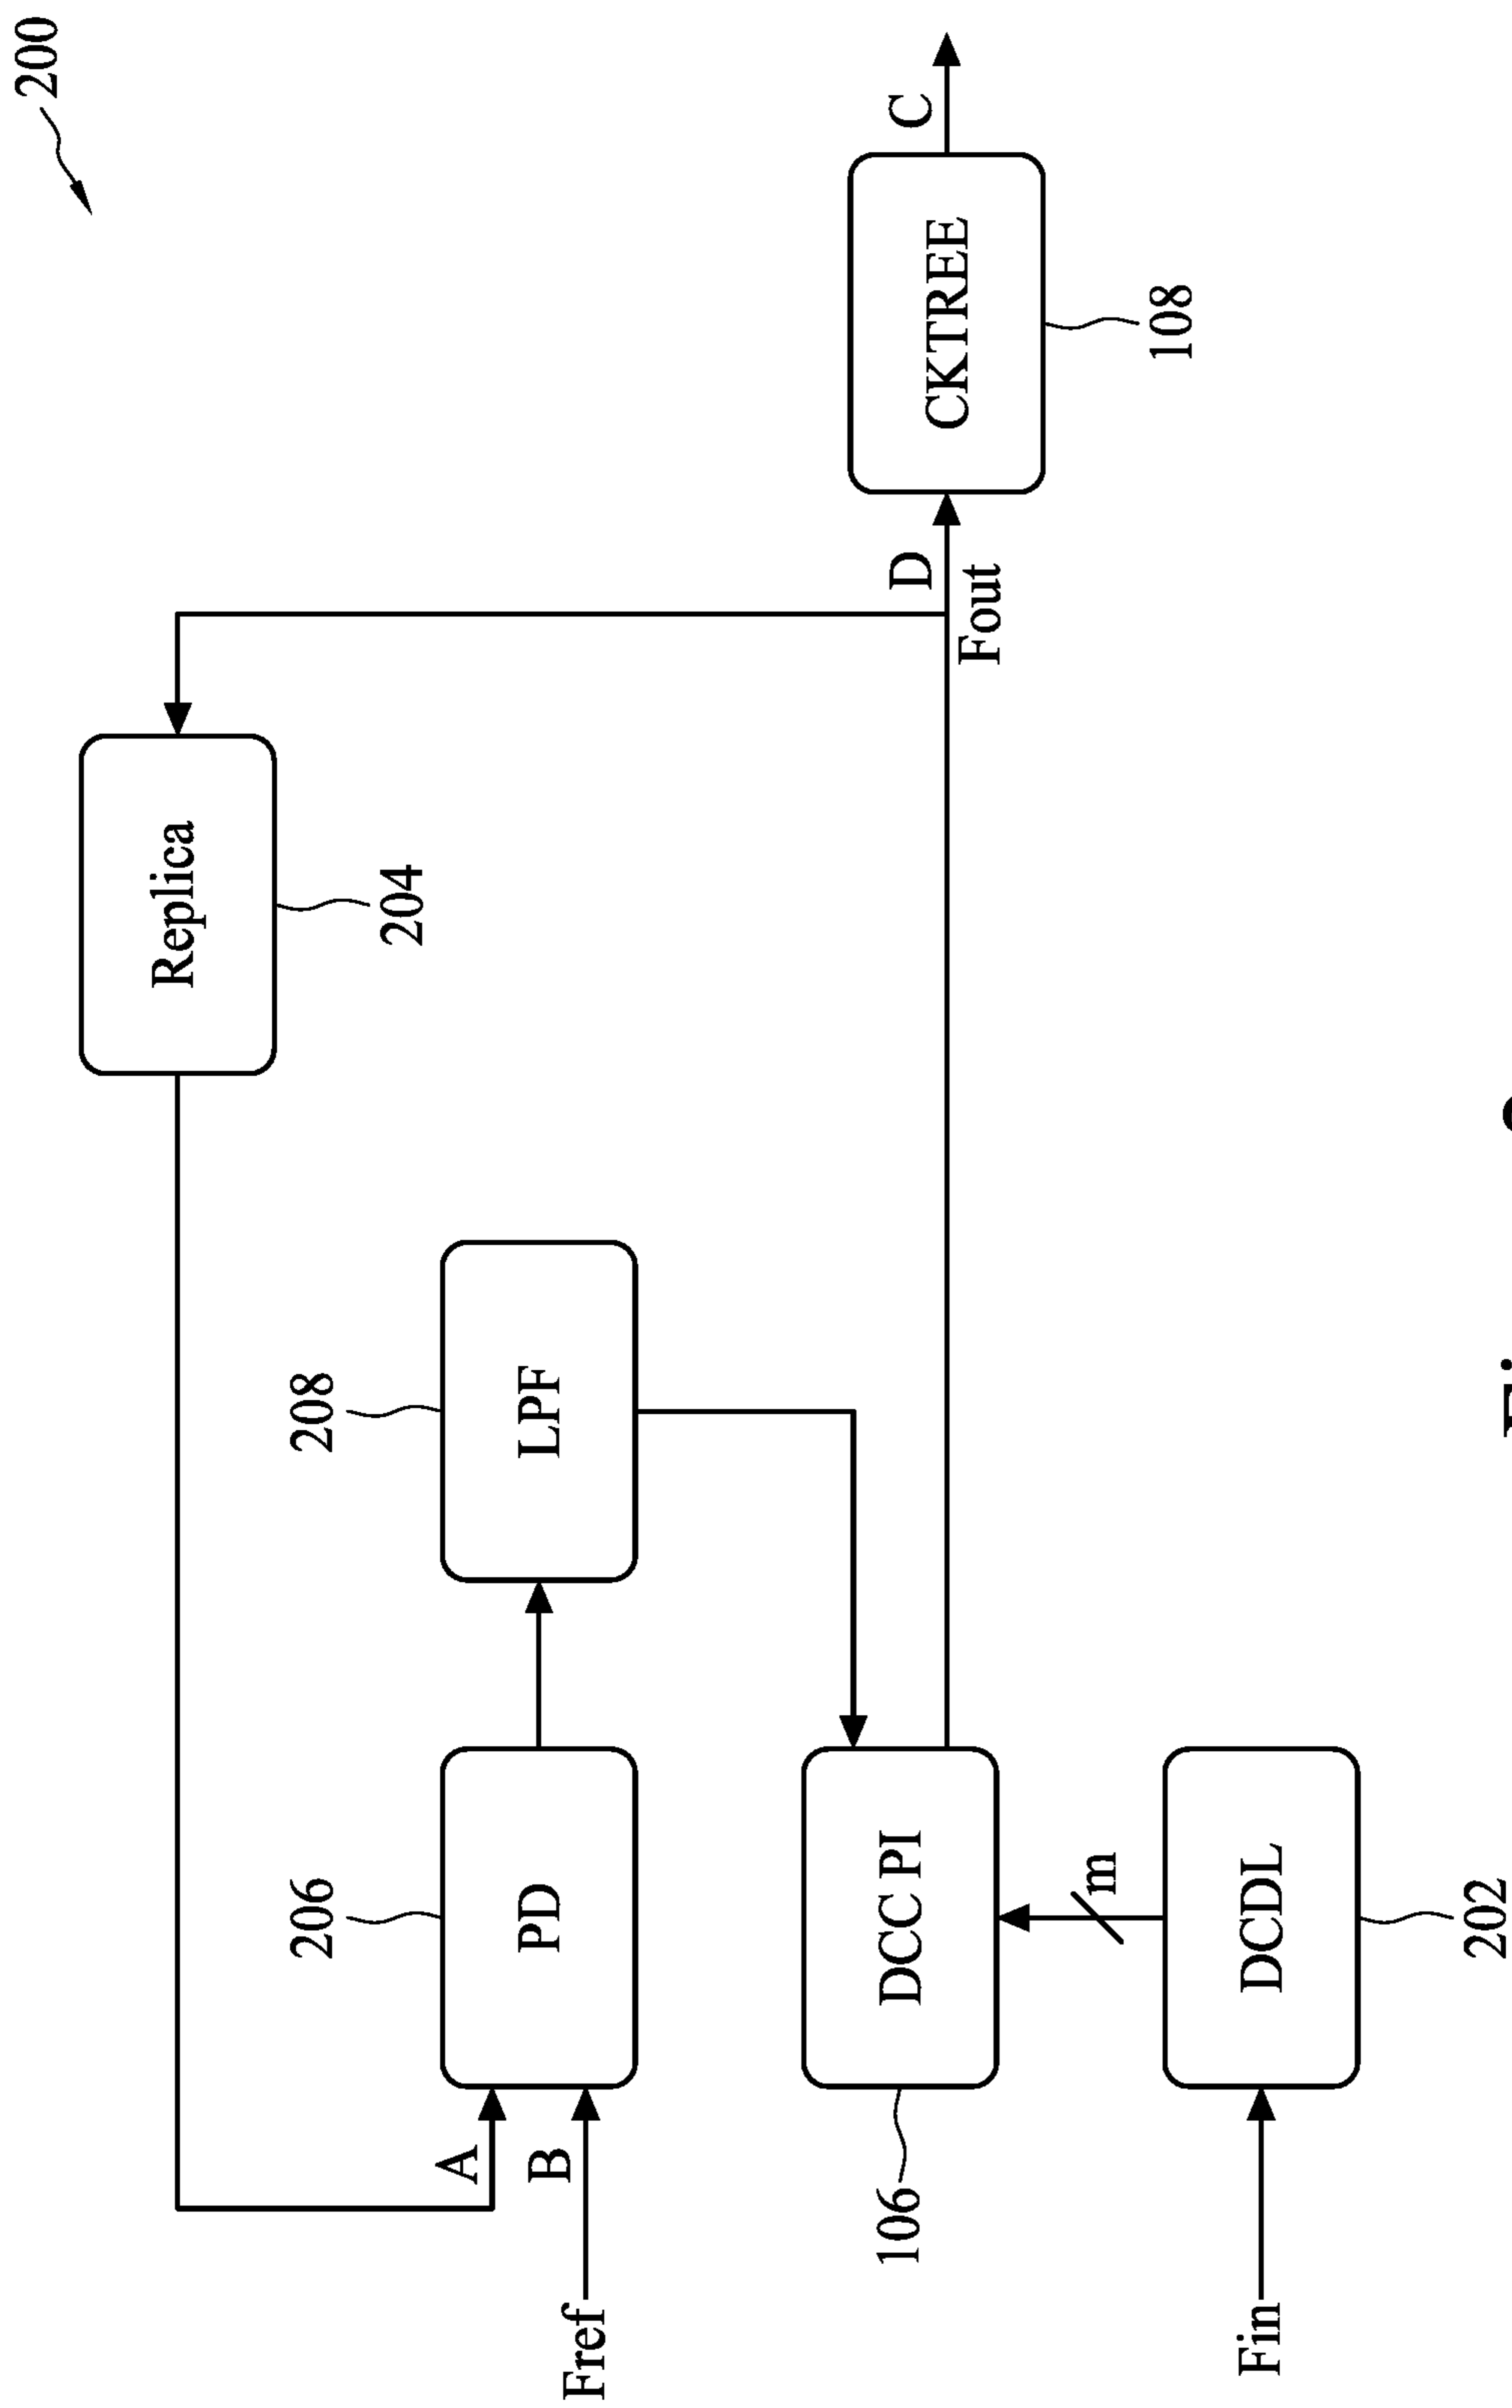 200
Replica
204
206
208
A
PD
LPF
B
Fref
D
C
106
DCC PI
Fout
CKTREE
m
108
Fin
DCDL
202